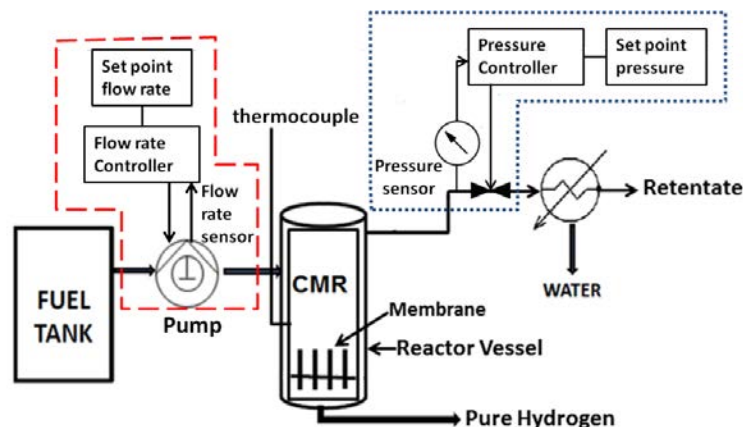 Set point
flow rate
Flow rate
Controller
Flow
rate
sensor
thermocouple
Pressure
Controller
Set point
pressure
Pressure
sensor
Retentate
WATER
FUEL
TANK
Pump
CMR
Membrane
Reactor Vessel
Pure Hydrogen